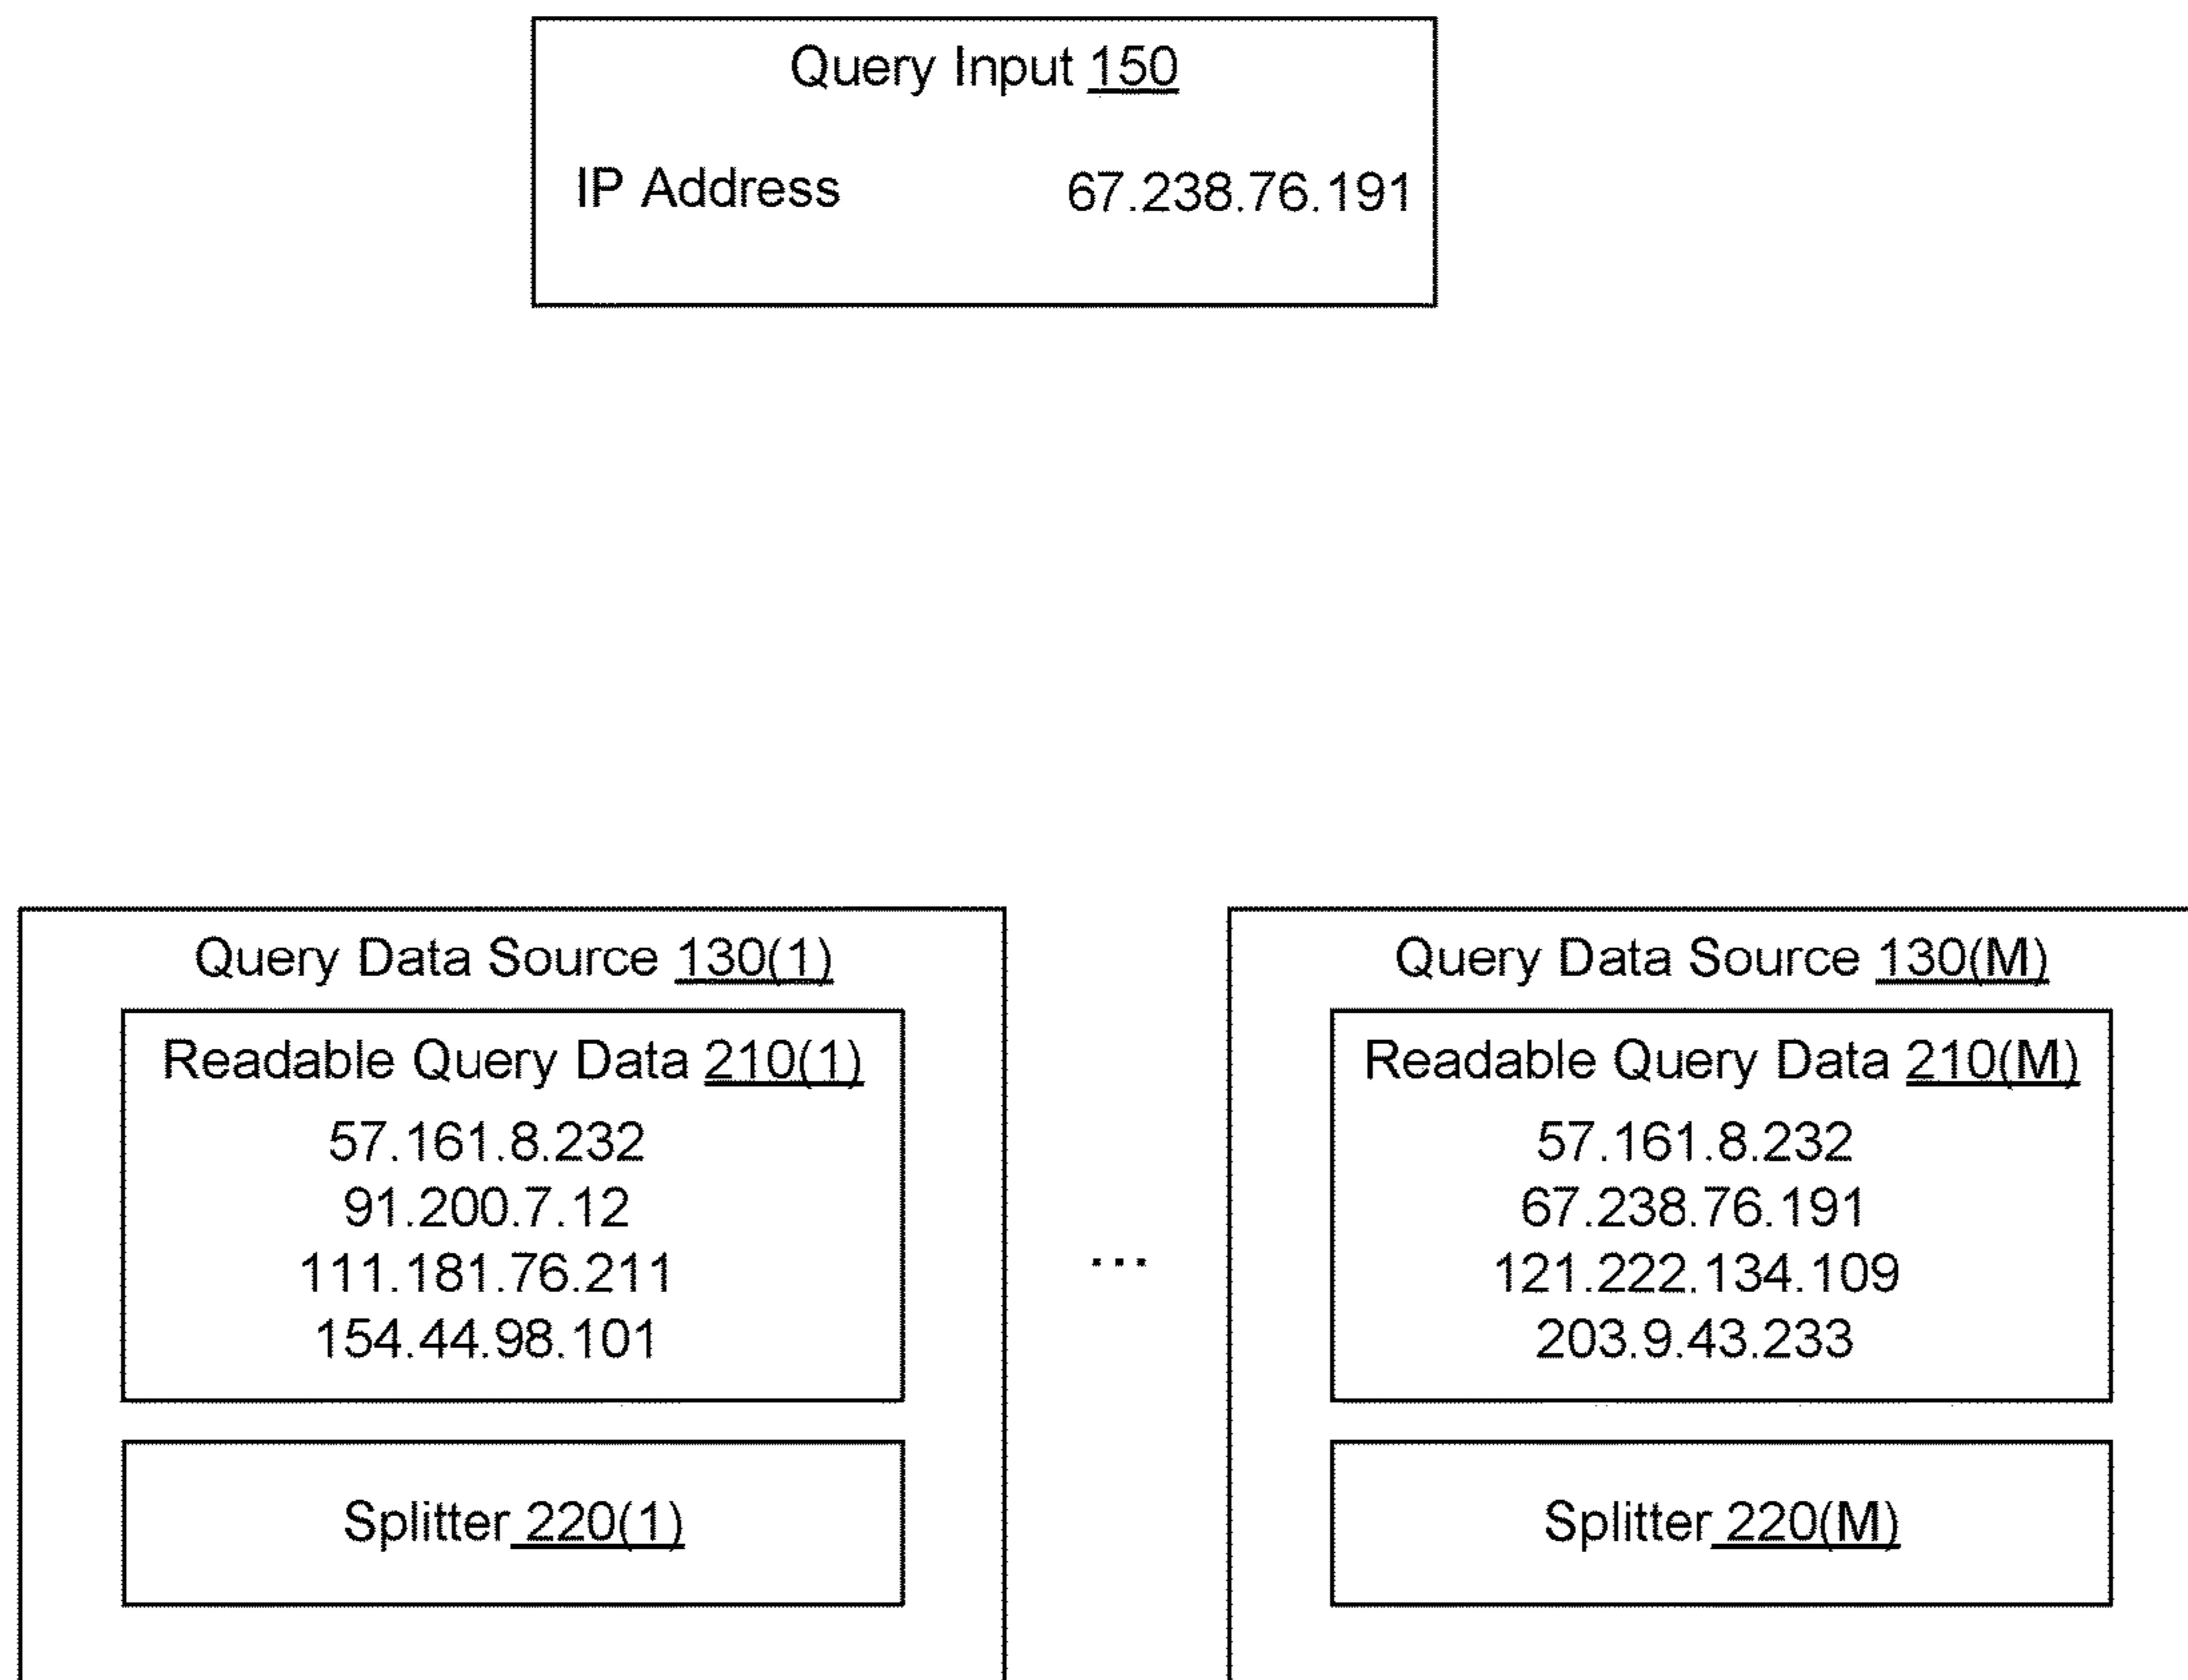 Query Input 150
IP Address 67.238.76.191
Query Data Source 130(1)
Readable Query Data 210(1)
57.161.8.232
91.200.7.12
111.181.76.211
154.44.98.101
Splitter 220(1)
...
Query Data Source 130(M)
Readable Query Data 210(M)
57.161.8.232
67.238.76.191
121.222.134.109
203.9.43.233
Splitter 220(M)